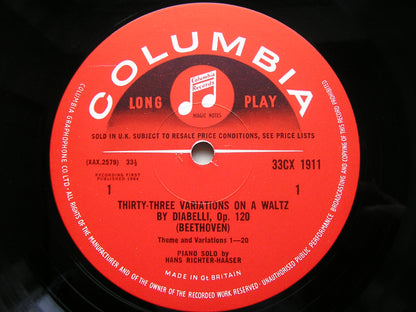 COLUMBIA
Columbia
Records
MAGIC NOTES
LONG PLAY
SOLD IN U.K. SUBJECT TO RESALE PRICE CONDITIONS, SEE PRICE LISTS
(XAX.2579) 33⅓
33CX 1911
RECORDING FIRST
PUBLISHED 1964
1 1
THIRTY-THREE VARIATIONS ON A WALTZ
BY DIABELLI, Op. 120
(BEETHOVEN)
Theme and Variations 1—20
PIANO SOLO by
HANS RICHTER-HAASER
MADE IN Gt. BRITAIN
COLUMBIA GRAPHOPHONE CO. LTD. ALL RIGHTS OF THE MANUFACTURER AND OF THE OWNER OF THE RECORDED WORK RESERVED · UNAUTHORISED PUBLIC PERFORMANCE BROADCASTING AND COPYING OF THIS RECORD PROHIBITED